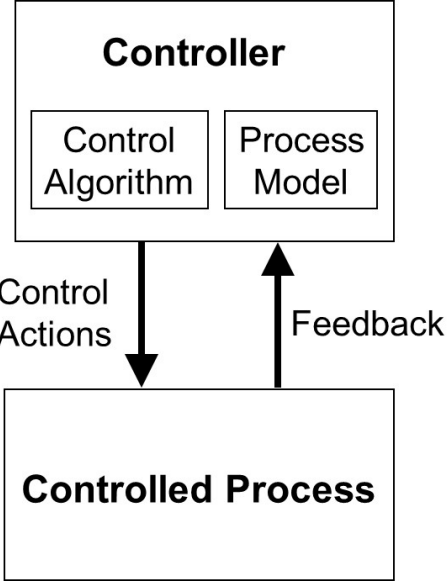 Controller
Control
Algorithm
Process
Model
Control
Actions
Feedback
Controlled Process